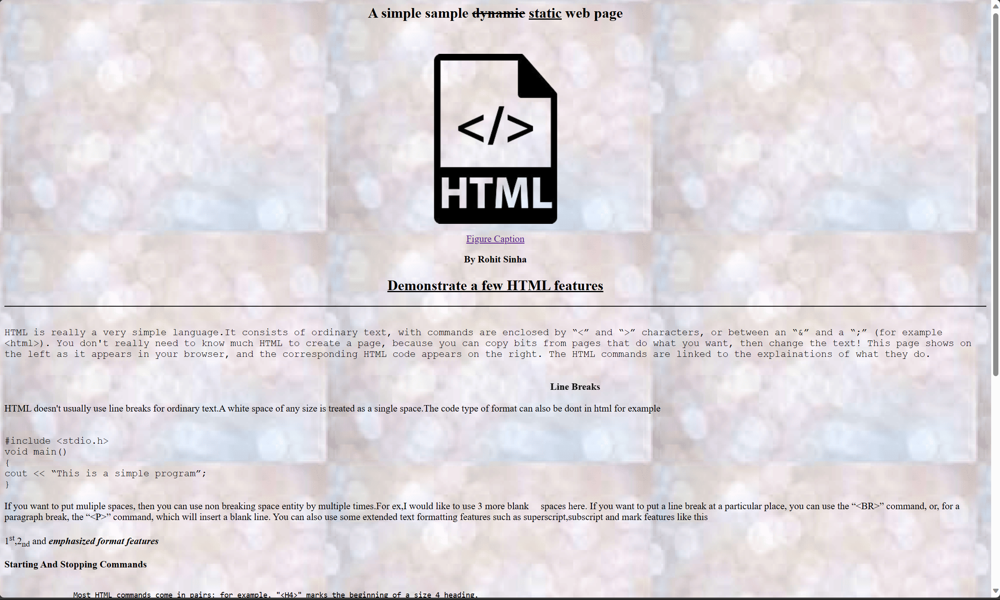 A simple sample dynamic static web page
</>
HTML
Figure Caption
By Rohit Sinha
Demonstrate a few HTML features
HTML is really a very simple language.It consists of ordinary text, with commands are enclosed by “<” and “>” characters, or between an “&” and a “;” (for example
<html>). You don't really need to know much HTML to create a page, because you can copy bits from pages that do what you want, then change the text! This page shows on
the left as it appears in your browser, and the corresponding HTML code appears on the right. The HTML commands are linked to the explainations of what they do.
Line Breaks
HTML doesn't usually use line breaks for ordinary text.A white space of any size is treated as a single space.The code type of format can also be dont in html for example
#include <stdio.h>
void main()
{
cout << “This is a simple program”;
}
If you want to put muliple spaces, then you can use non breaking space entity by multiple times.For ex,I would like to use 3 more blank    spaces here. If you want to put a line break at a particular place, you can use the “<BR>” command, or, for a
paragraph break, the “<P>” command, which will insert a blank line. You can also use some extended text formatting features such as superscript,subscript and mark features like this
1st,2nd and emphasized format features
Starting And Stopping Commands
Most HTML commands come in pairs: for example, "<H4>" marks the beginning of a size 4 heading,